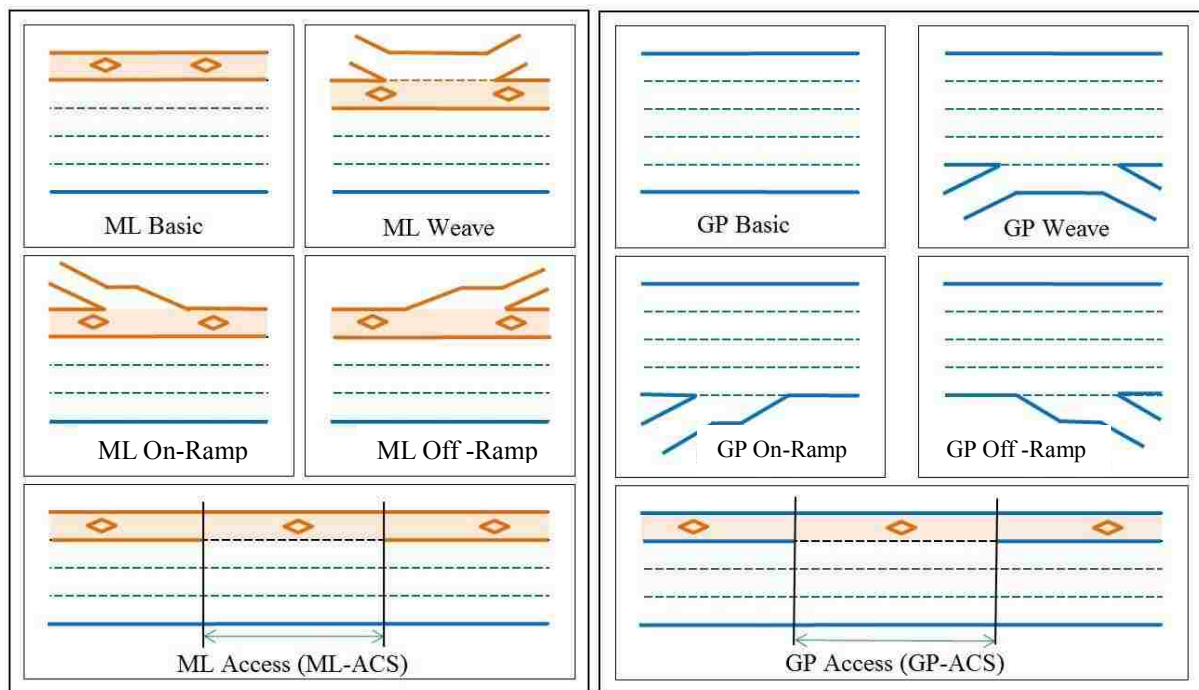 ML Basic
ML Weave
ML On-Ramp
ML Off -Ramp
ML Access (ML-ACS)
GP Basic
GP Weave
GP On-Ramp
GP Off -Ramp
GP Access (GP-ACS)